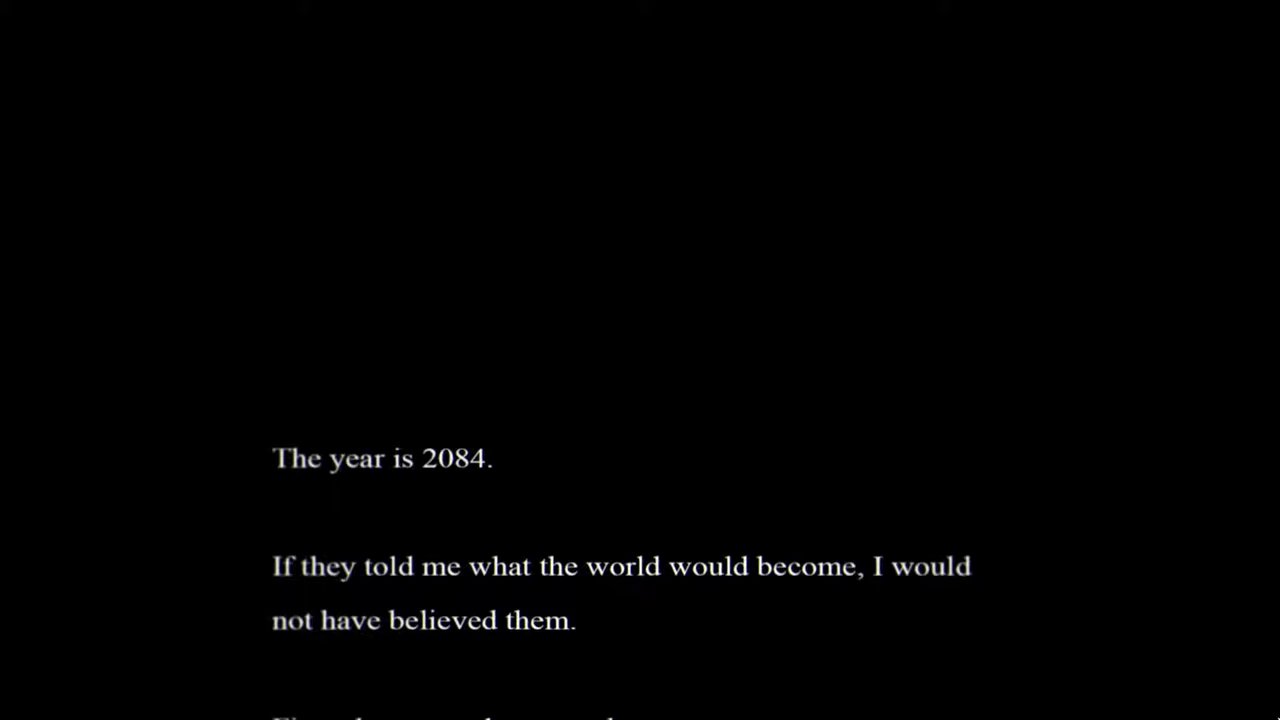 The year is 2084.
If they told me what the world would become, I would
not have believed them.